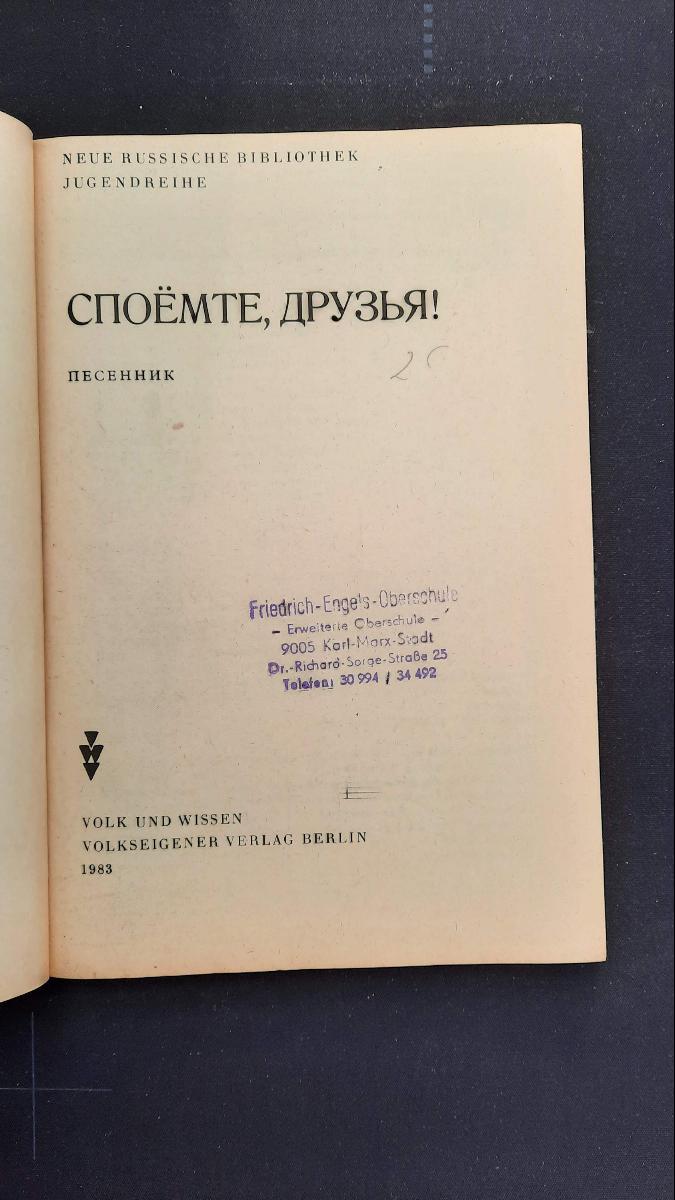 NEUE RUSSISCHE BIBLIOTHEK
JUGENDREIHE
СПОЁМТЕ, ДРУЗЬЯ!
ПЕСЕННИК
Friedrich-Engels-Oberschule
– Erweiterte Oberschule –
9005 Karl-Marx-Stadt
Dr.-Richard-Sorge-Straße 25
Telefon: 30 994 / 34 492
VOLK UND WISSEN
VOLKSEIGENER VERLAG BERLIN
1983